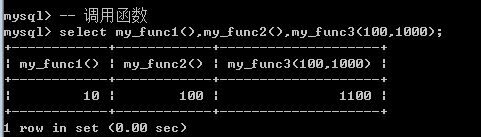 mysql> -- 调用函数
mysql> select my_func1(),my_func2(),my_func3(100,1000);
+------------+------------+--------------------+
| my_func1() | my_func2() | my_func3(100,1000) |
+------------+------------+--------------------+
|         10 |        100 |               1100 |
+------------+------------+--------------------+
1 row in set (0.00 sec)